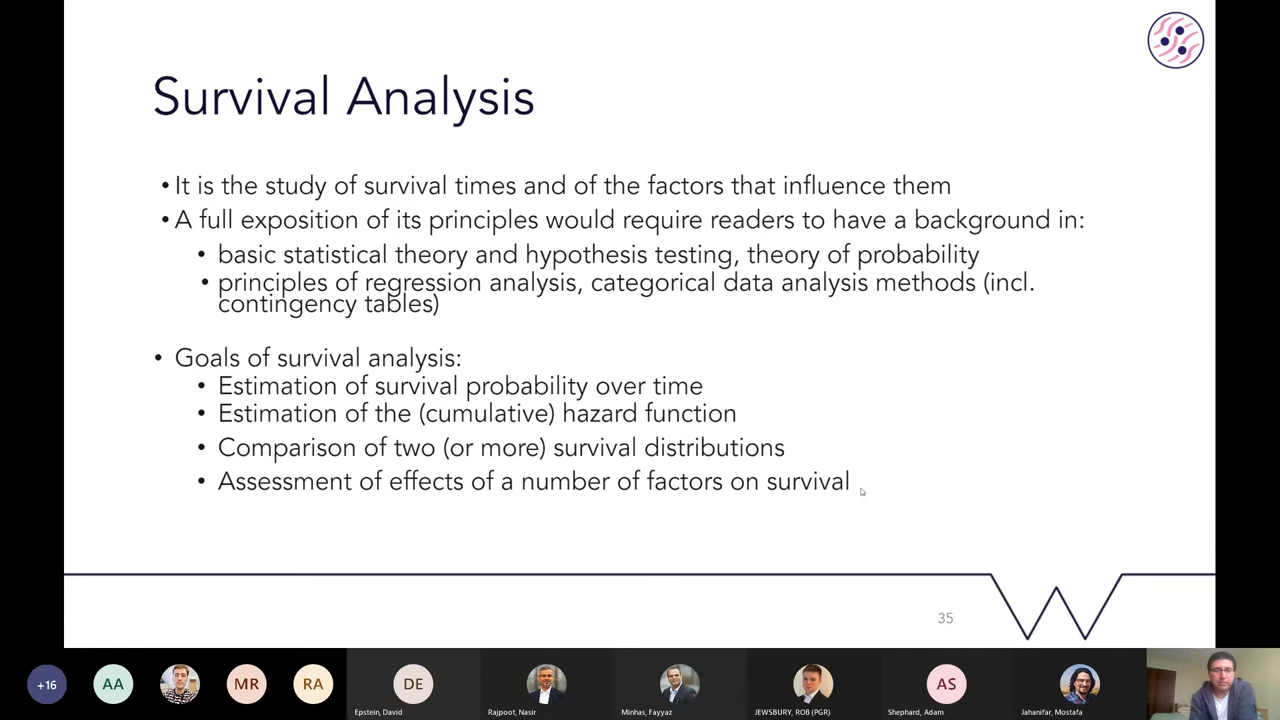 Survival Analysis
• It is the study of survival times and of the factors that influence them
• A full exposition of its principles would require readers to have a background in:
• basic statistical theory and hypothesis testing, theory of probability
• principles of regression analysis, categorical data analysis methods (incl.
contingency tables)
• Goals of survival analysis:
• Estimation of survival probability over time
• Estimation of the (cumulative) hazard function
• Comparison of two (or more) survival distributions
• Assessment of effects of a number of factors on survival
35
+16
AA
MR
RA
DE
Epstein, David
Rajpoot, Nasir
Minhas, Fayyaz
JEWSBURY, ROB (PGR)
AS
Shephard, Adam
Jahanifar, Mostafa